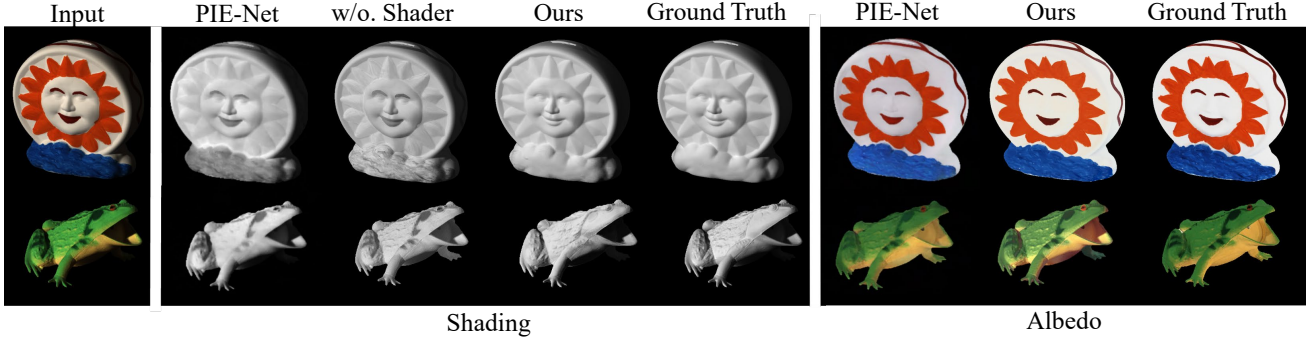 Input PIE-Net w/o. Shader Ours Ground Truth PIE-Net Ours Ground Truth
Shading Albedo